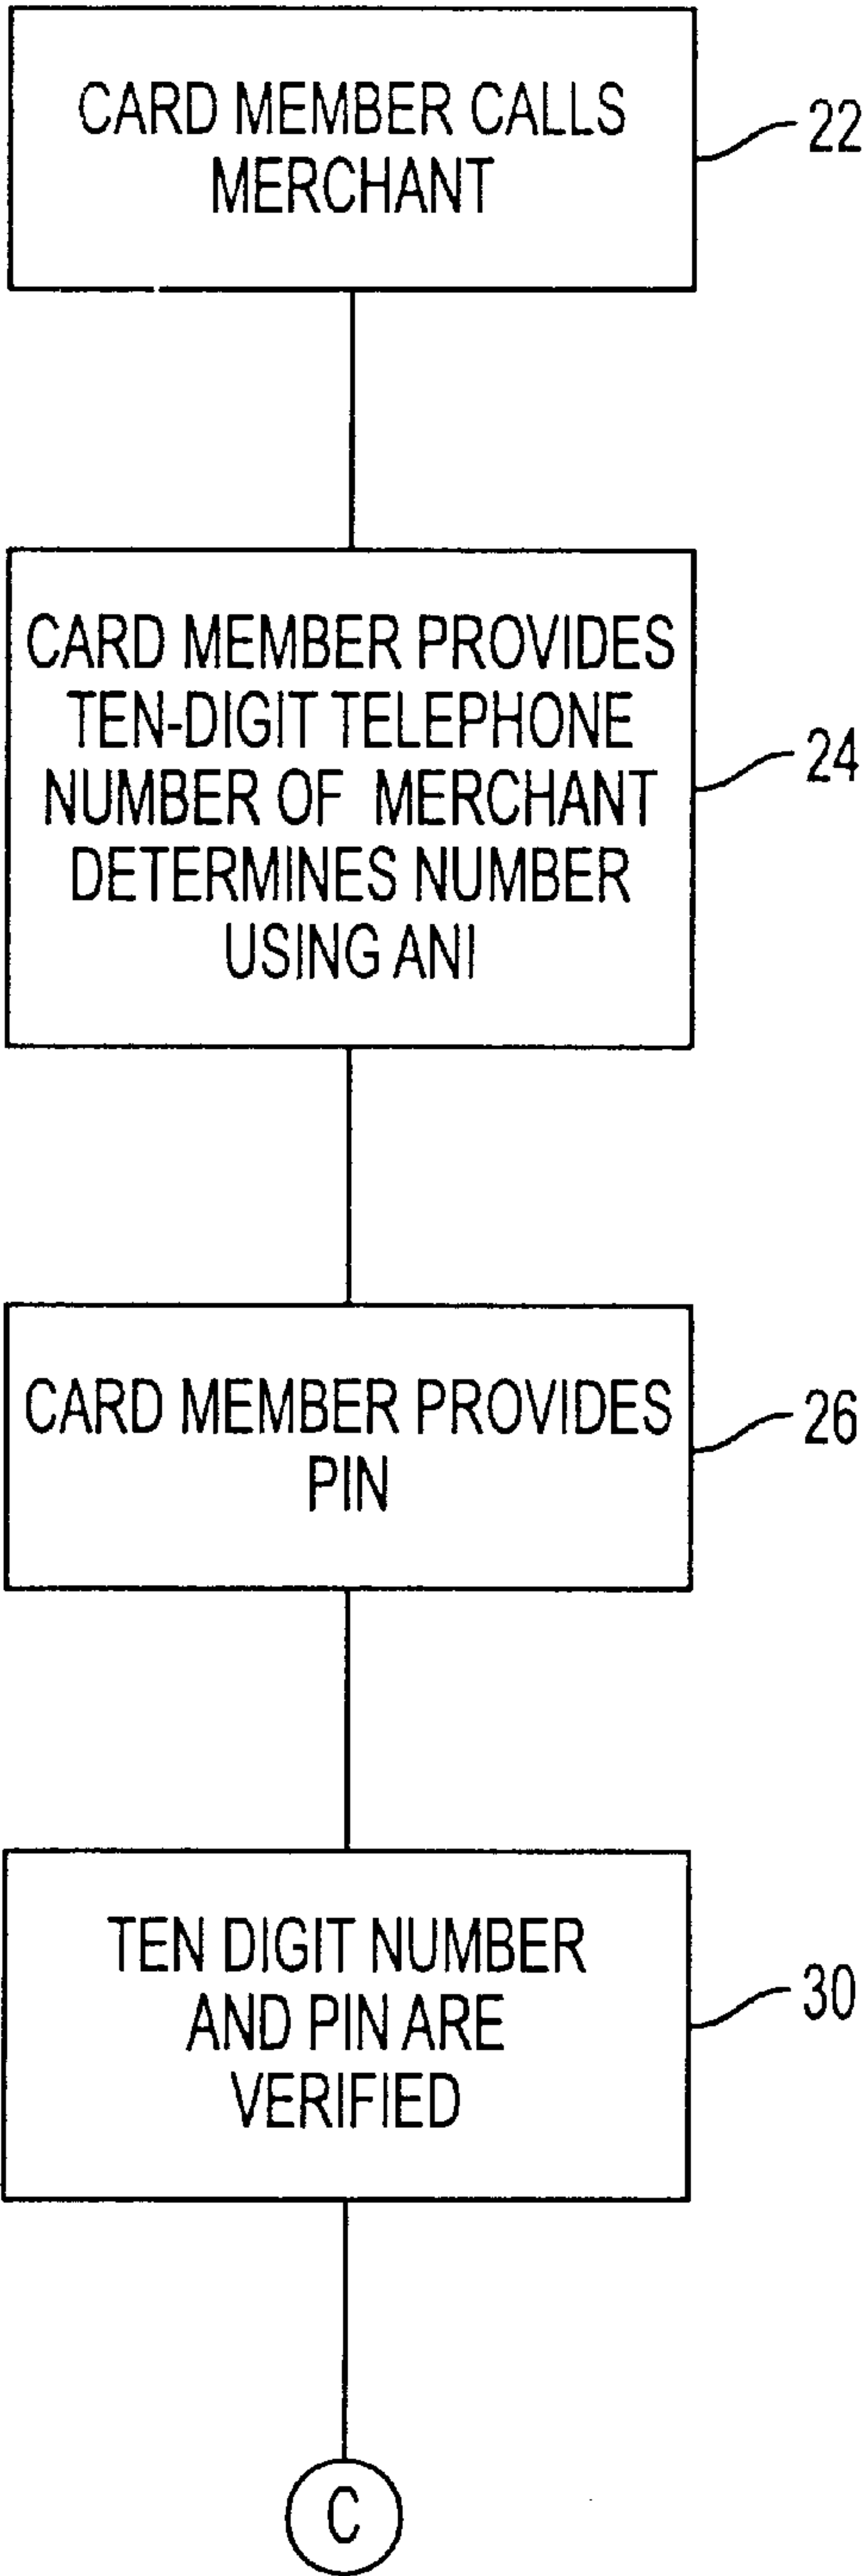 CARD MEMBER CALLS
MERCHANT
22
CARD MEMBER PROVIDES
TEN-DIGIT TELEPHONE
NUMBER OF MERCHANT
DETERMINES NUMBER
USING ANI
24
CARD MEMBER PROVIDES
PIN
26
TEN DIGIT NUMBER
AND PIN ARE
VERIFIED
30
C